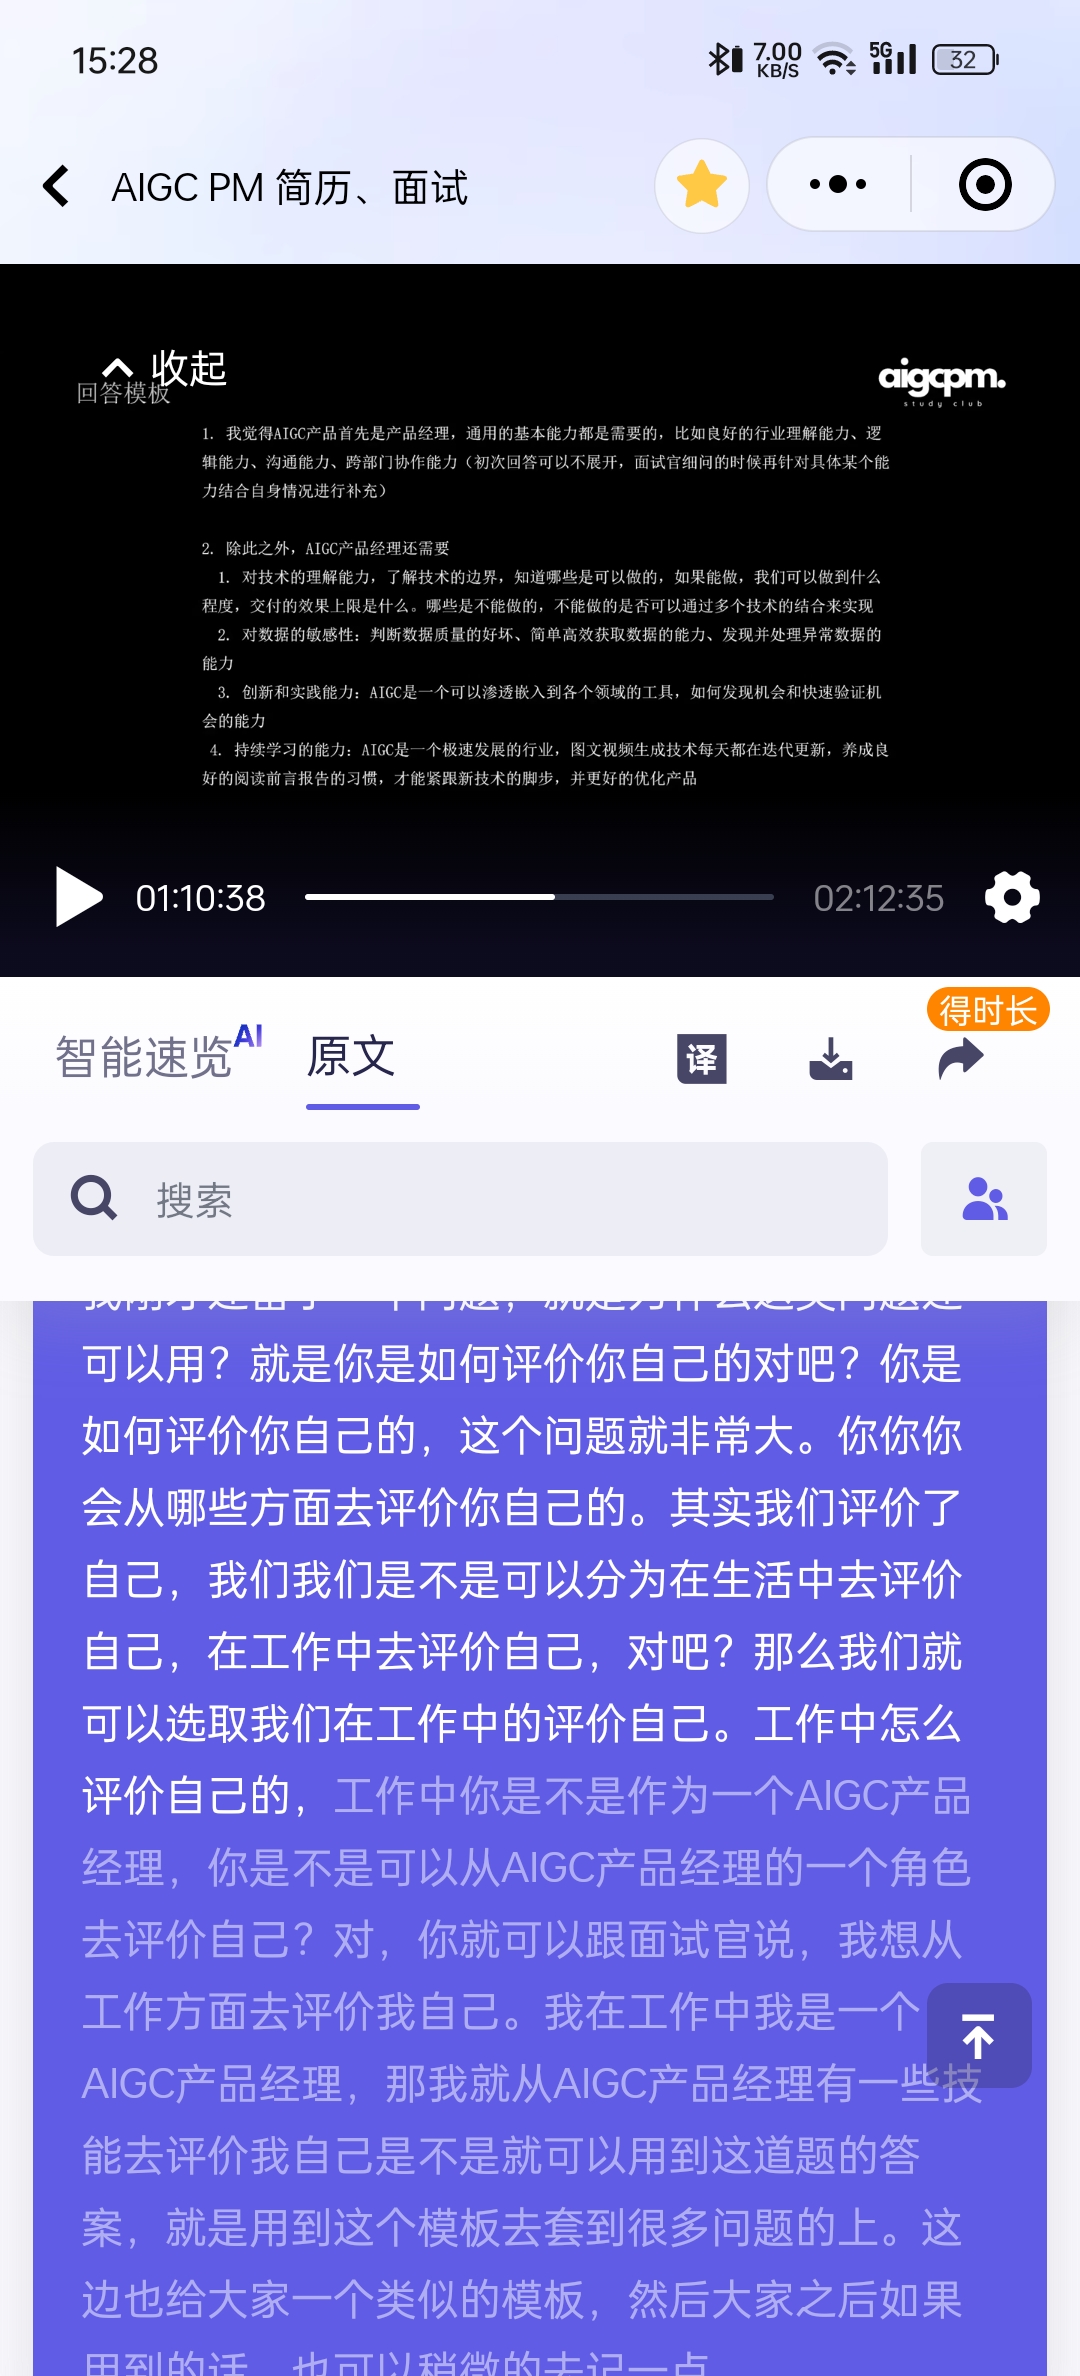 15:28
7.00
KB/S
5G
32
AIGC PM 简历、面试
收起
回答模板
aigcpm.
study club
1. 我觉得AIGC产品首先是产品经理，通用的基本能力都是需要的，比如良好的行业理解能力、逻
辑能力、沟通能力、跨部门协作能力（初次回答可以不展开，面试官细问的时候再针对具体某个能
力结合自身情况进行补充）
2. 除此之外，AIGC产品经理还需要
1. 对技术的理解能力，了解技术的边界，知道哪些是可以做的，如果能做，我们可以做到什么
程度，交付的效果上限是什么。哪些是不能做的，不能做的是否可以通过多个技术的结合来实现
2. 对数据的敏感性：判断数据质量的好坏、简单高效获取数据的能力、发现并处理异常数据的
能力
3. 创新和实践能力：AIGC是一个可以渗透嵌入到各个领域的工具，如何发现机会和快速验证机
会的能力
4. 持续学习的能力：AIGC是一个极速发展的行业，图文视频生成技术每天都在迭代更新，养成良
好的阅读前言报告的习惯，才能紧跟新技术的脚步，并更好的优化产品
01:10:38
02:12:35
得时长
智能速览AI
原文
译
搜索
我刚才还留了一个问题，就是为什么这类问题还
可以用？就是你是如何评价你自己的对吧？你是
如何评价你自己的，这个问题就非常大。你你你
会从哪些方面去评价你自己的。其实我们评价了
自己，我们我们是不是可以分为在生活中去评价
自己，在工作中去评价自己，对吧？那么我们就
可以选取我们在工作中的评价自己。工作中怎么
评价自己的，工作中你是不是作为一个AIGC产品
经理，你是不是可以从AIGC产品经理的一个角色
去评价自己？对，你就可以跟面试官说，我想从
工作方面去评价我自己。我在工作中我是一个
AIGC产品经理，那我就从AIGC产品经理有一些技
能去评价我自己是不是就可以用到这道题的答
案，就是用到这个模板去套到很多问题的上。这
边也给大家一个类似的模板，然后大家之后如果
用到的话，也可以稍微的去记一点